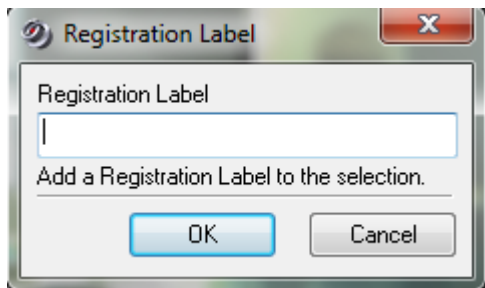 Registration Label
Registration Label
Add a Registration Label to the selection.
OK
Cancel